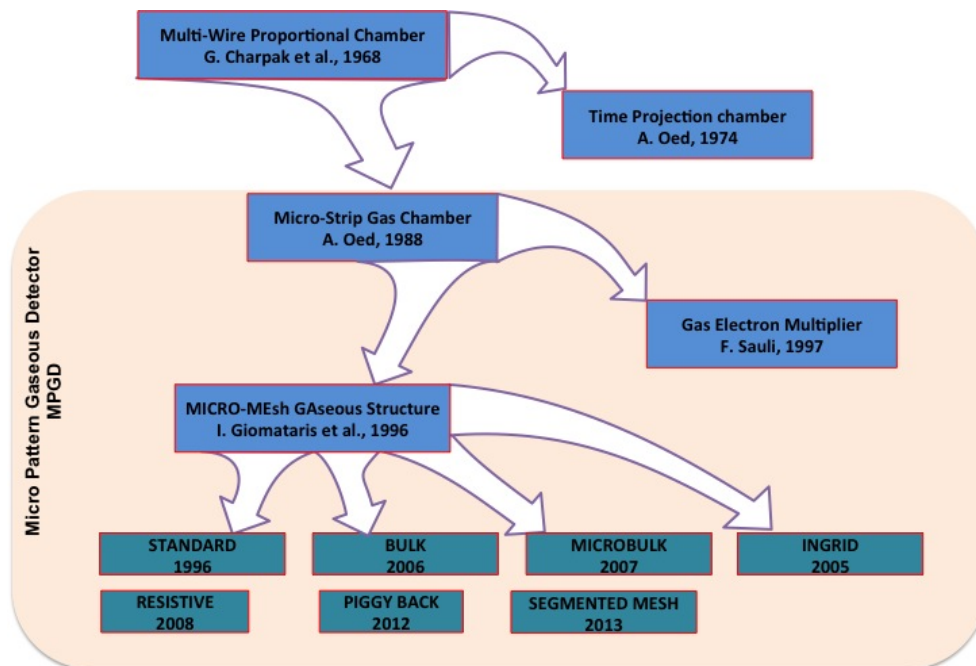 Multi-Wire Proportional Chamber
G. Charpak et al., 1968
Time Projection chamber
A. Oed, 1974
Micro Pattern Gaseous Detector
MPGD
Micro-Strip Gas Chamber
A. Oed, 1988
Gas Electron Multiplier
F. Sauli, 1997
MICRO-MEsh GAseous Structure
I. Giomataris et al., 1996
STANDARD
1996
BULK
2006
MICROBULK
2007
INGRID
2005
RESISTIVE
2008
PIGGY BACK
2012
SEGMENTED MESH
2013